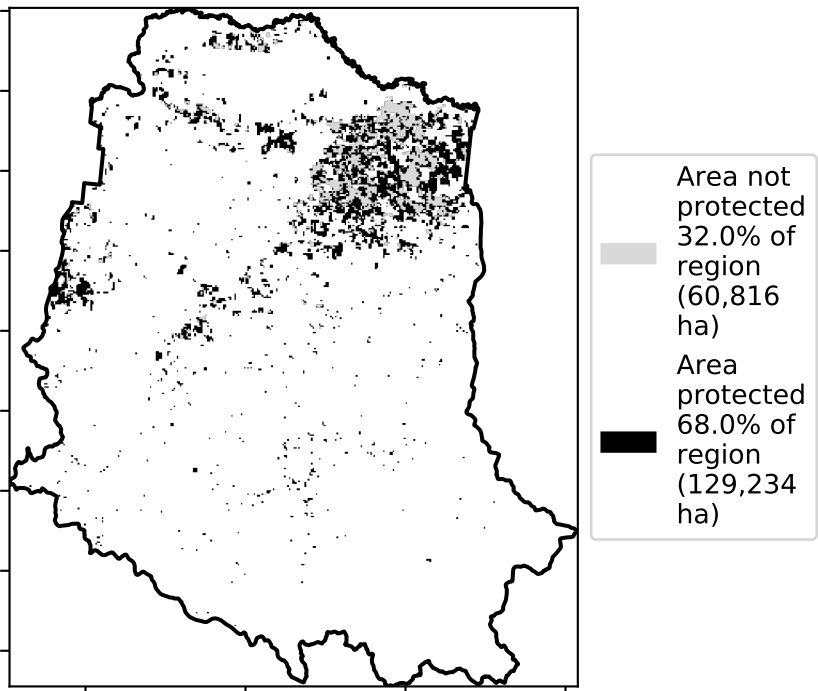 Area not
protected
32.0% of
region
(60,816
ha)
Area
protected
68.0% of
region
(129,234
ha)